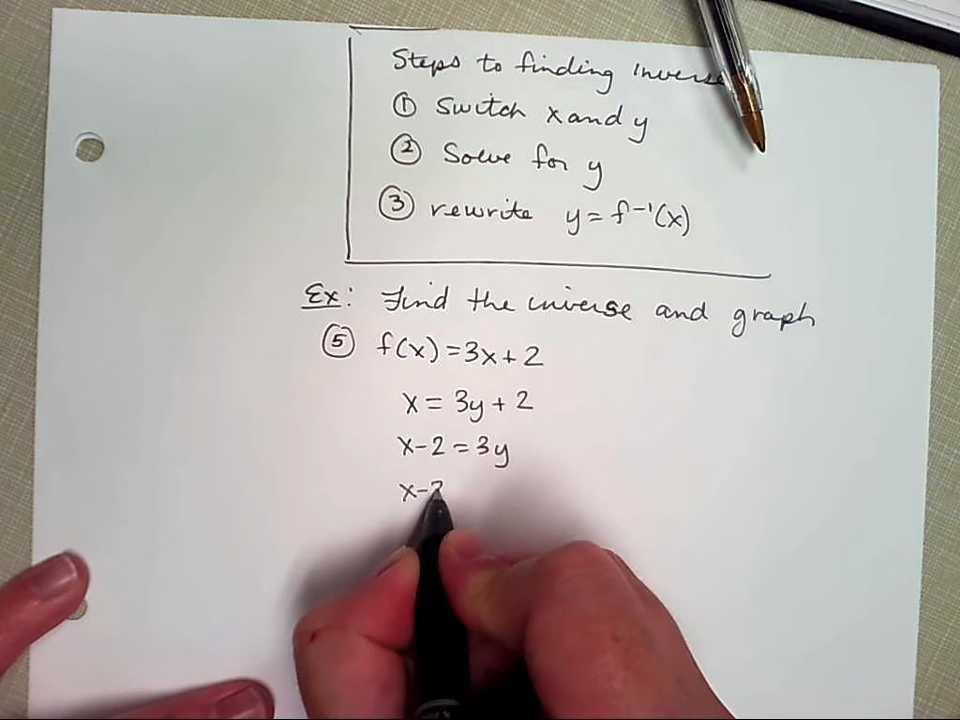 Steps to finding inverse
① Switch x and y
② Solve for y
③ rewrite y = f⁻¹(x)
Ex: Find the inverse and graph
⑤ f(x) = 3x + 2
x = 3y + 2
x - 2 = 3y
x - 2